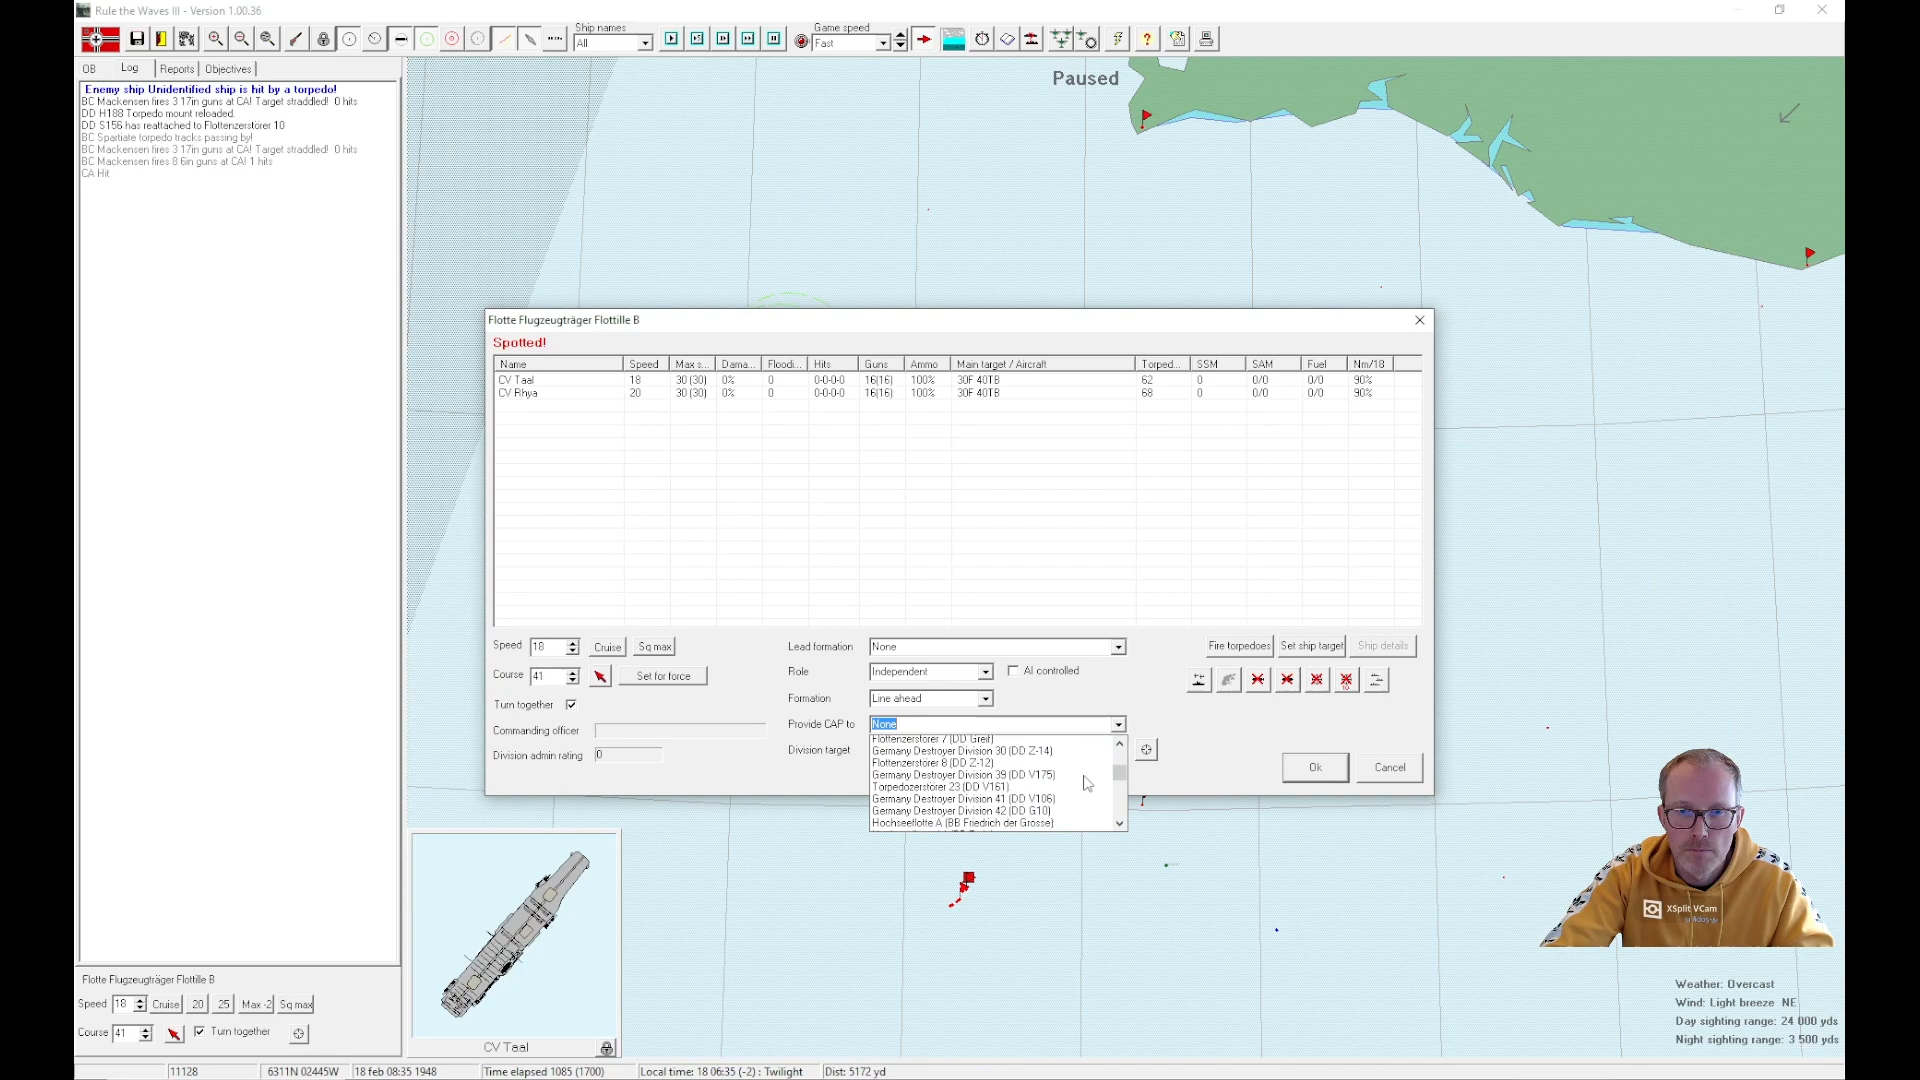 Rule the Waves III - Version 1.00.36
Ship names
All
Game speed
Fast
OB
Log
Reports
Objectives
Enemy ship Unidentified ship is hit by a torpedo!
BC Mackensen fires 3 17in guns at CA! Target straddled! 0 hits
DD H188 Torpedo mount reloaded.
DD S156 has reattached to Flottenzerstörer 10
BC Spartiate torpedo tracks passing by!
BC Mackensen fires 3 17in guns at CA! Target straddled! 0 hits
BC Mackensen fires 8 6in guns at CA! 1 hits
CA Hit
Paused
Flotte Flugzeugträger Flottille B
Spotted!
Name Speed Max s... Dama... Floodi... Hits Guns Ammo Main target / Aircraft Torped... SSM SAM Fuel Nm/18
CV Taal 18 30 (30) 0% 0 0-0-0-0 16(16) 100% 30F 40TB 62 0 0/0 0/0 90%
CV Rhya 20 30 (30) 0% 0 0-0-0-0 16(16) 100% 30F 40TB 68 0 0/0 0/0 90%
Speed 18 Cruise Sq max
Course 41 Set for force
Turn together
Commanding officer
Division admin rating 0
Lead formation None
Role Independent AI controlled
Formation Line ahead
Provide CAP to None
Division target
Flottenzerstörer 7 (DD Greif)
Germany Destroyer Division 30 (DD Z-14)
Flottenzerstörer 8 (DD Z-12)
Germany Destroyer Division 39 (DD V175)
Torpedozerstörer 23 (DD V161)
Germany Destroyer Division 41 (DD V106)
Germany Destroyer Division 42 (DD G10)
Hochseeflotte A (BB Friedrich der Grosse)
Fire torpedoes
Set ship target
Ship details
10
Ok
Cancel
XSplit VCam
adidas
CV Taal
Flotte Flugzeugträger Flottille B
Speed 18 Cruise 20 25 Max -2 Sq max
Course 41 Turn together
Weather: Overcast
Wind: Light breeze NE
Day sighting range: 24 000 yds
Night sighting range: 3 500 yds
11128
6311N 02445W
18 feb 08:35 1948
Time elapsed 1085 (1700)
Local time: 18 06:35 (-2) : Twilight
Dist: 5172 yd